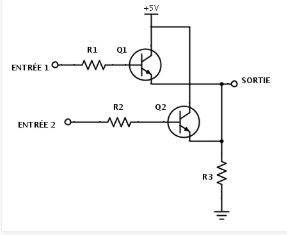 +5V
R1
Q1
ENTRÉE 1
SORTIE
R2
Q2
ENTRÉE 2
R3